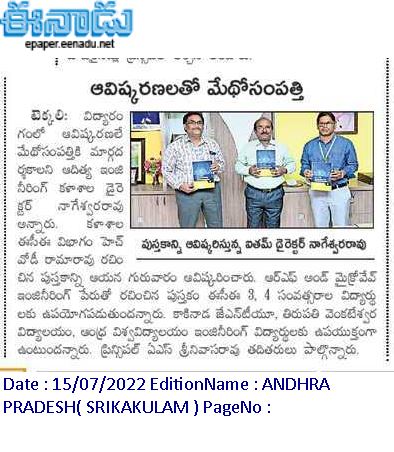 ఈనాడు
epaper.eenadu.net
ఆవిష్కరణలతో మేథోసంపత్తి
టెక్కలి: విద్యారం
గంలో ఆవిష్కరణలే
మేథోసంపత్తికి మార్గద
ర్శకాలని ఆదిత్య ఇంజి
నీరింగ్ కళాశాల డైరె
క్టర్ నాగేశ్వరరావు
అన్నారు. కళాశాల
ఈసీఈ విభాగం హెచ్
వోడీ రామారావు రచిం
పుస్తకాన్ని ఆవిష్కరిస్తున్న ఐతమ్ డైరెక్టర్ నాగేశ్వరరావు
చిన పుస్తకాన్ని ఆయన గురువారం ఆవిష్కరించారు. ఆర్ఎఫ్ అండ్ మైక్రోవేవ్
ఇంజినీరింగ్ పేరుతో రచించిన పుస్తకం ఈసీఈ 3, 4 సంవత్సరాల విద్యార్థు
లకు ఉపయోగపడుతుందన్నారు. కాకినాడ జేఎన్‌టీయూ, తిరుపతి వెంకటేశ్వర
విద్యాలయం, ఆంధ్ర విశ్వవిద్యాలయం ఇంజినీరింగ్ విద్యార్థులకు ఉపయుక్తంగా
ఉంటుందన్నారు. ప్రిన్సిపల్ ఏఎస్ శ్రీనివాసరావు తదితరులు పాల్గొన్నారు.
Date : 15/07/2022 EditionName : ANDHRA
PRADESH( SRIKAKULAM ) PageNo :